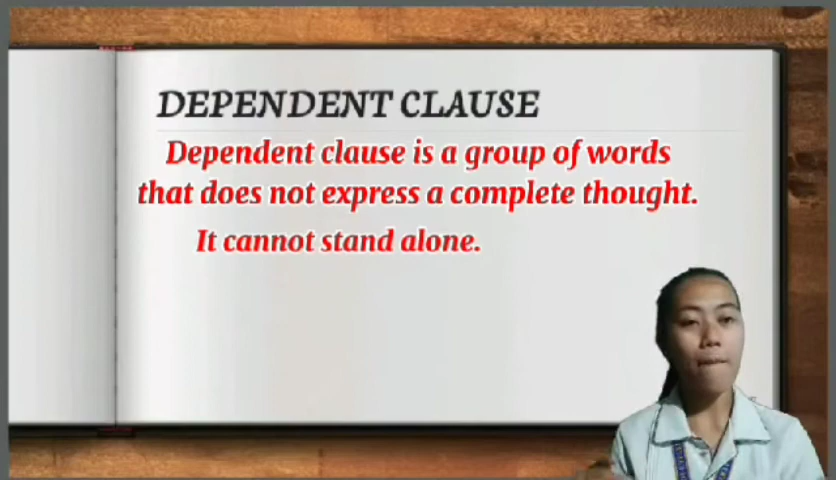 DEPENDENT CLAUSE
Dependent clause is a group of words
that does not express a complete thought.
It cannot stand alone.